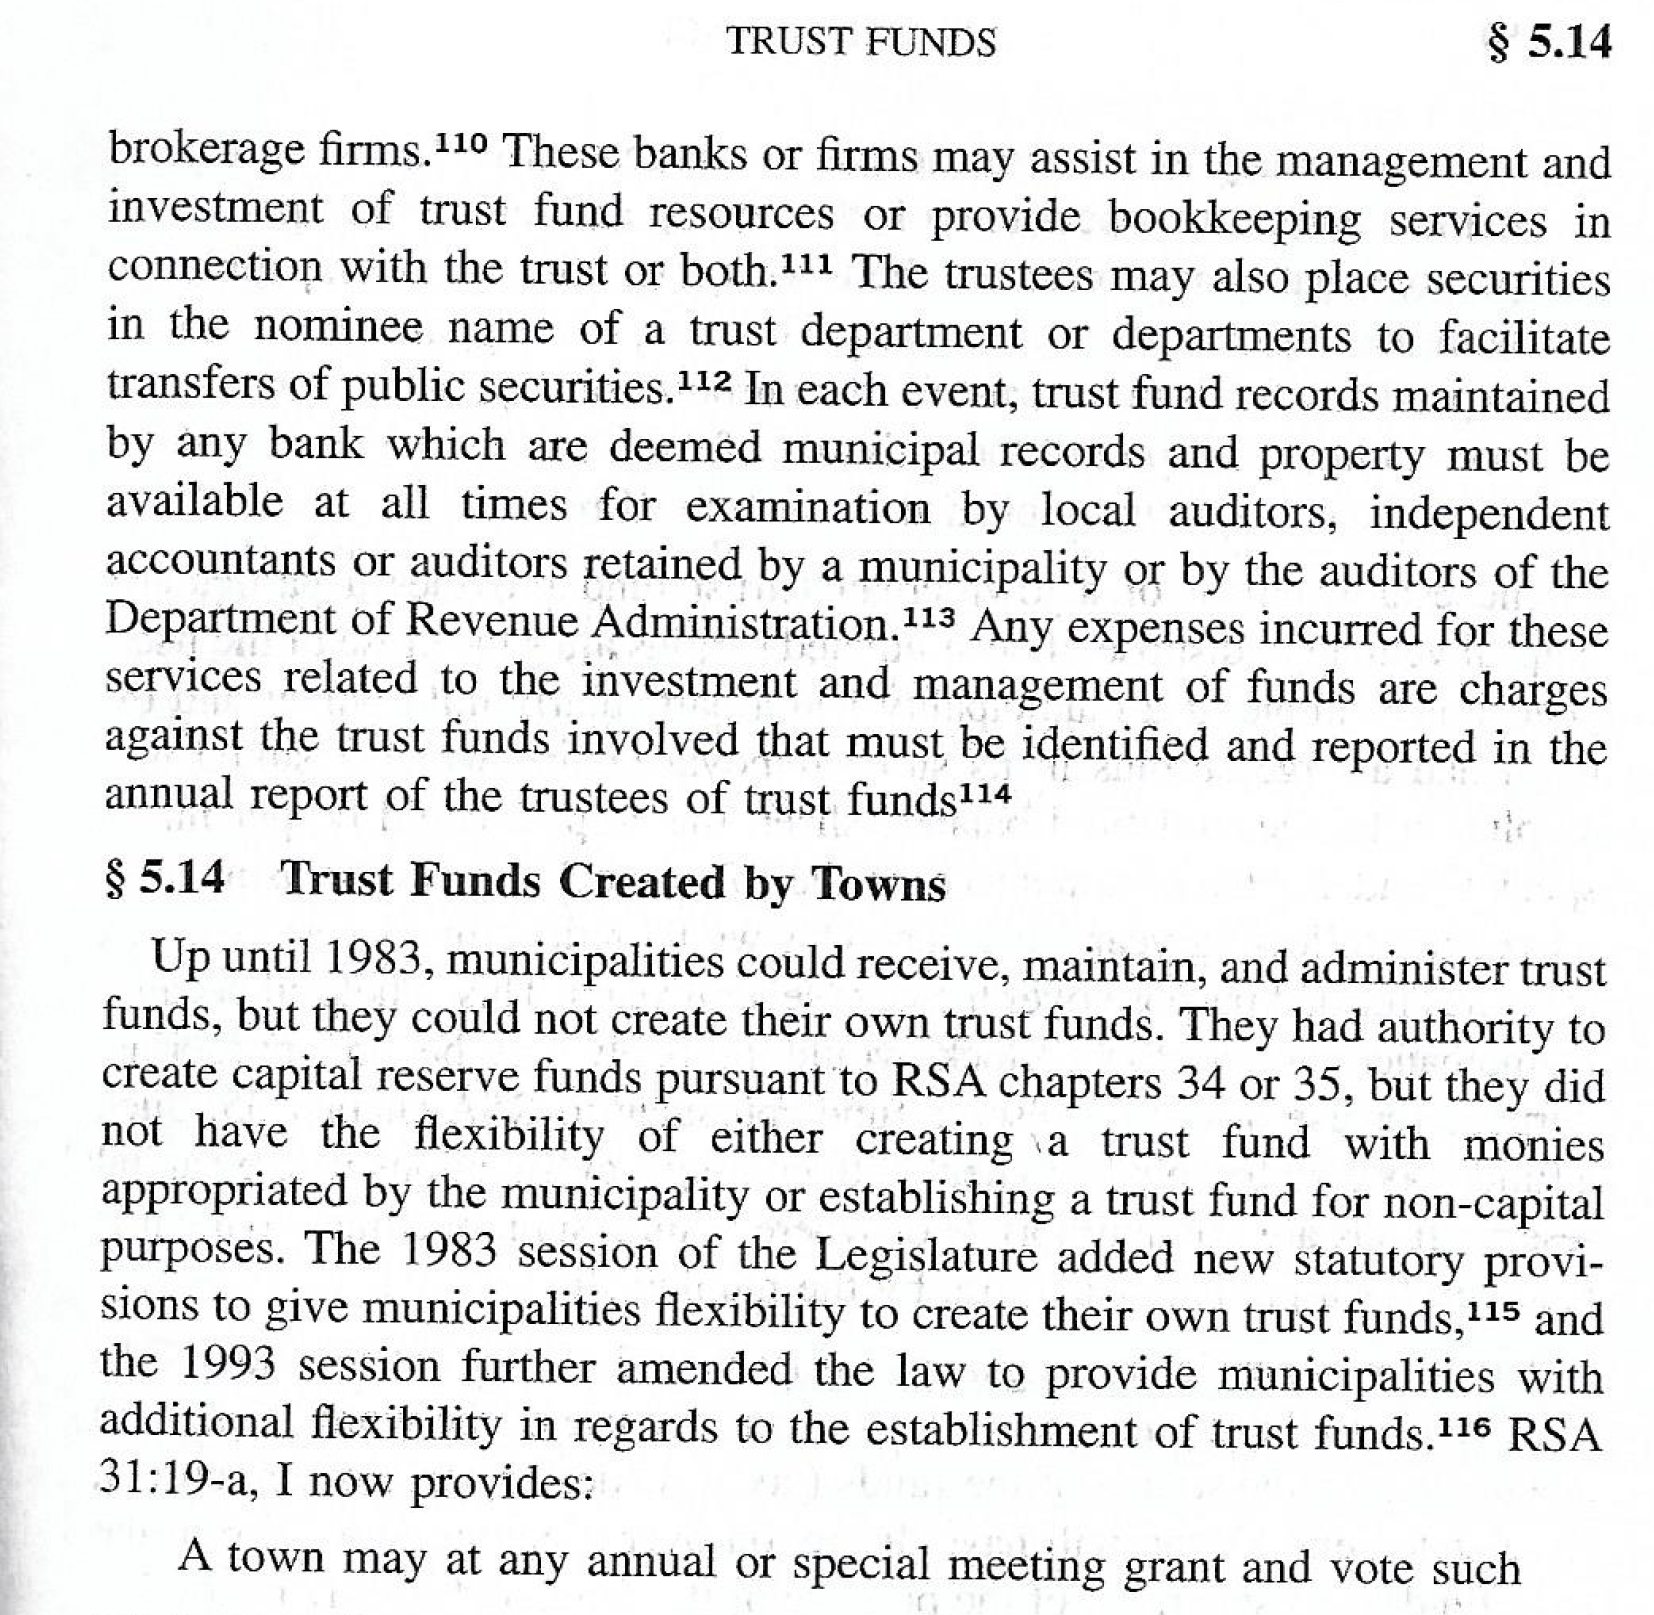 TRUST FUNDS § 5.14
brokerage firms.¹¹⁰ These banks or firms may assist in the management and
investment of trust fund resources or provide bookkeeping services in
connection with the trust or both.¹¹¹ The trustees may also place securities
in the nominee name of a trust department or departments to facilitate
transfers of public securities.¹¹² In each event, trust fund records maintained
by any bank which are deemed municipal records and property must be
available at all times for examination by local auditors, independent
accountants or auditors retained by a municipality or by the auditors of the
Department of Revenue Administration.¹¹³ Any expenses incurred for these
services related to the investment and management of funds are charges
against the trust funds involved that must be identified and reported in the
annual report of the trustees of trust funds¹¹⁴
§ 5.14 Trust Funds Created by Towns
Up until 1983, municipalities could receive, maintain, and administer trust
funds, but they could not create their own trust funds. They had authority to
create capital reserve funds pursuant to RSA chapters 34 or 35, but they did
not have the flexibility of either creating a trust fund with monies
appropriated by the municipality or establishing a trust fund for non-capital
purposes. The 1983 session of the Legislature added new statutory provi-
sions to give municipalities flexibility to create their own trust funds,¹¹⁵ and
the 1993 session further amended the law to provide municipalities with
additional flexibility in regards to the establishment of trust funds.¹¹⁶ RSA
31:19-a, I now provides:
A town may at any annual or special meeting grant and vote such